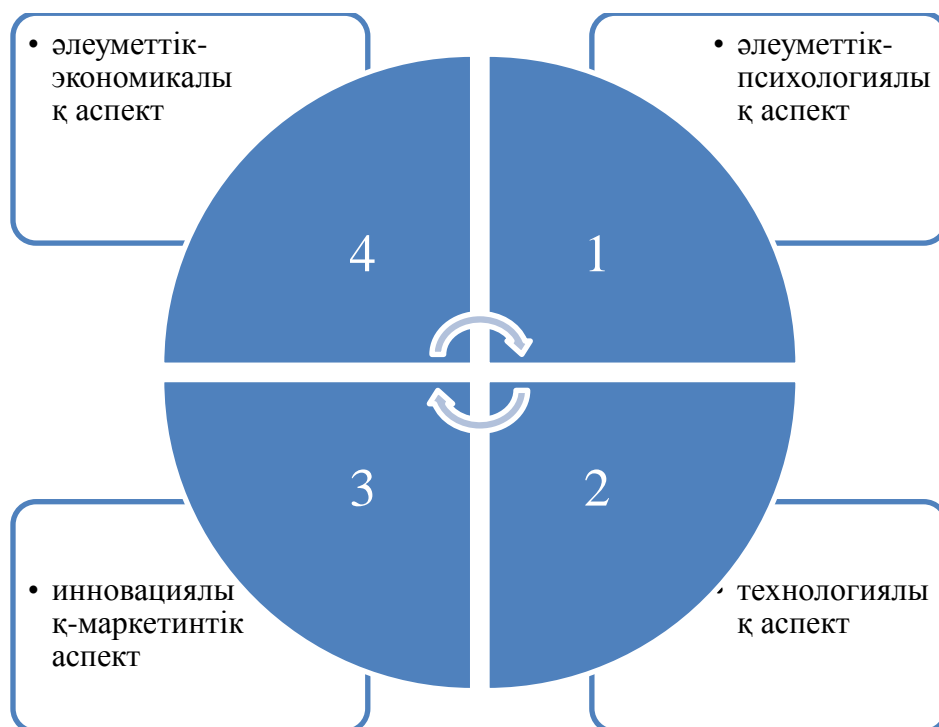 • әлеуметтік-
экономикалы
қ аспект
• әлеуметтік-
психологиялы
қ аспект
4
1
3
2
• инновациялы
қ-маркетинтік
аспект
• технологиялы
қ аспект